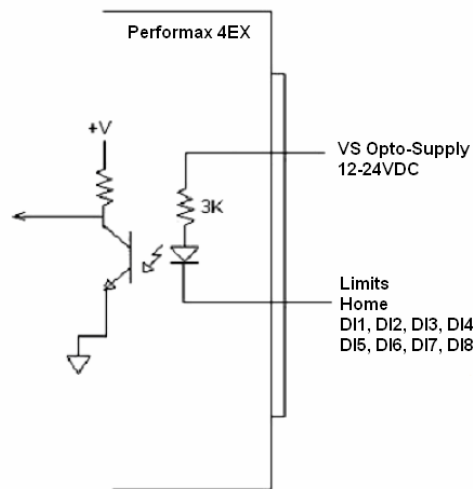 Performax 4EX
+V
VS Opto-Supply
12-24VDC
3K
Limits
Home
DI1, DI2, DI3, DI4
DI5, DI6, DI7, DI8